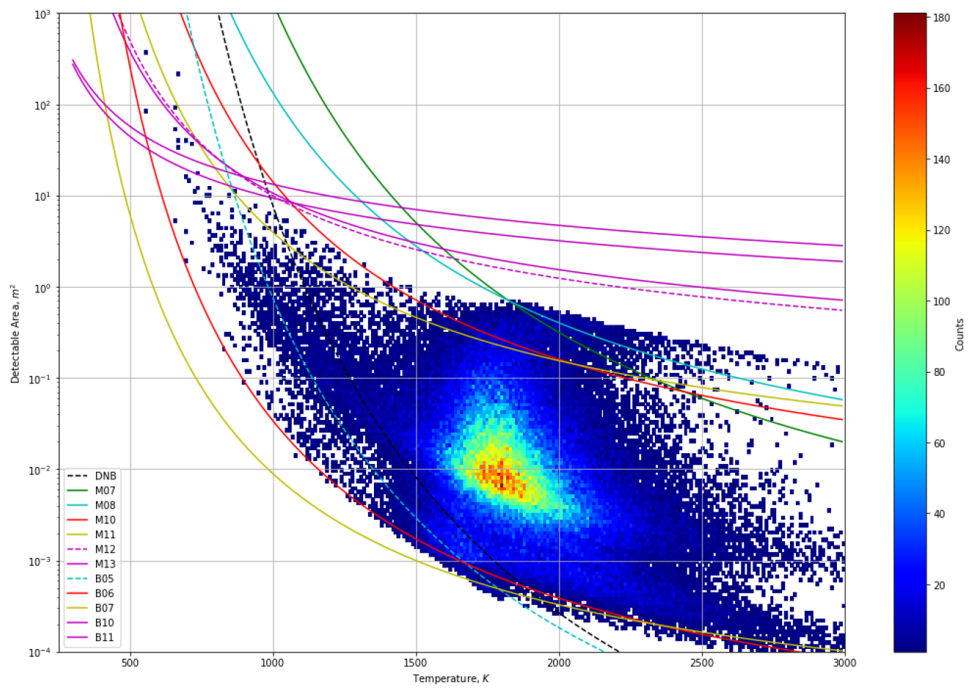 10³
10²
10¹
10⁰
10⁻¹
10⁻²
10⁻³
10⁻⁴
Detectable Area, m²
DNB
M07
M08
M10
M11
M12
M13
B05
B06
B07
B10
B11
500
1000
1500
2000
2500
3000
Temperature, K
180
160
140
120
100
80
60
40
20
Counts